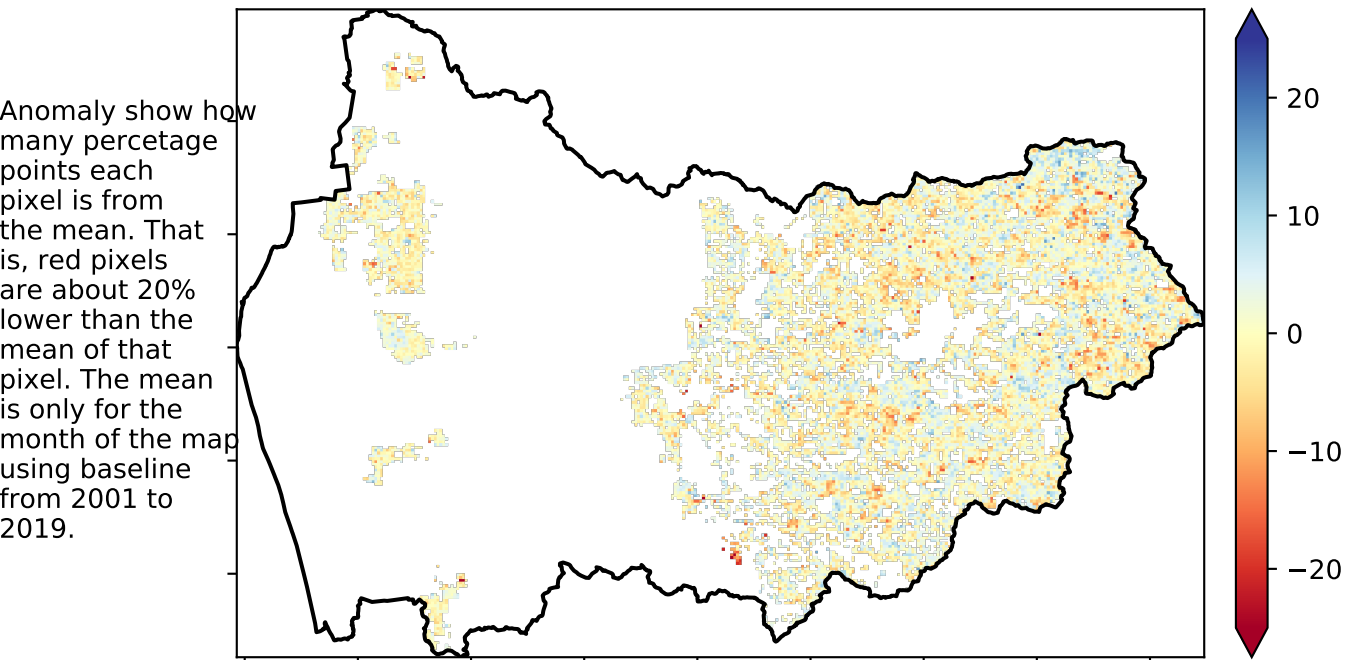 Anomaly show how
many percetage
points each
pixel is from
the mean. That
is, red pixels
are about 20%
lower than the
mean of that
pixel. The mean
is only for the
month of the map
using baseline
from 2001 to
2019.
20
10
0
−10
−20